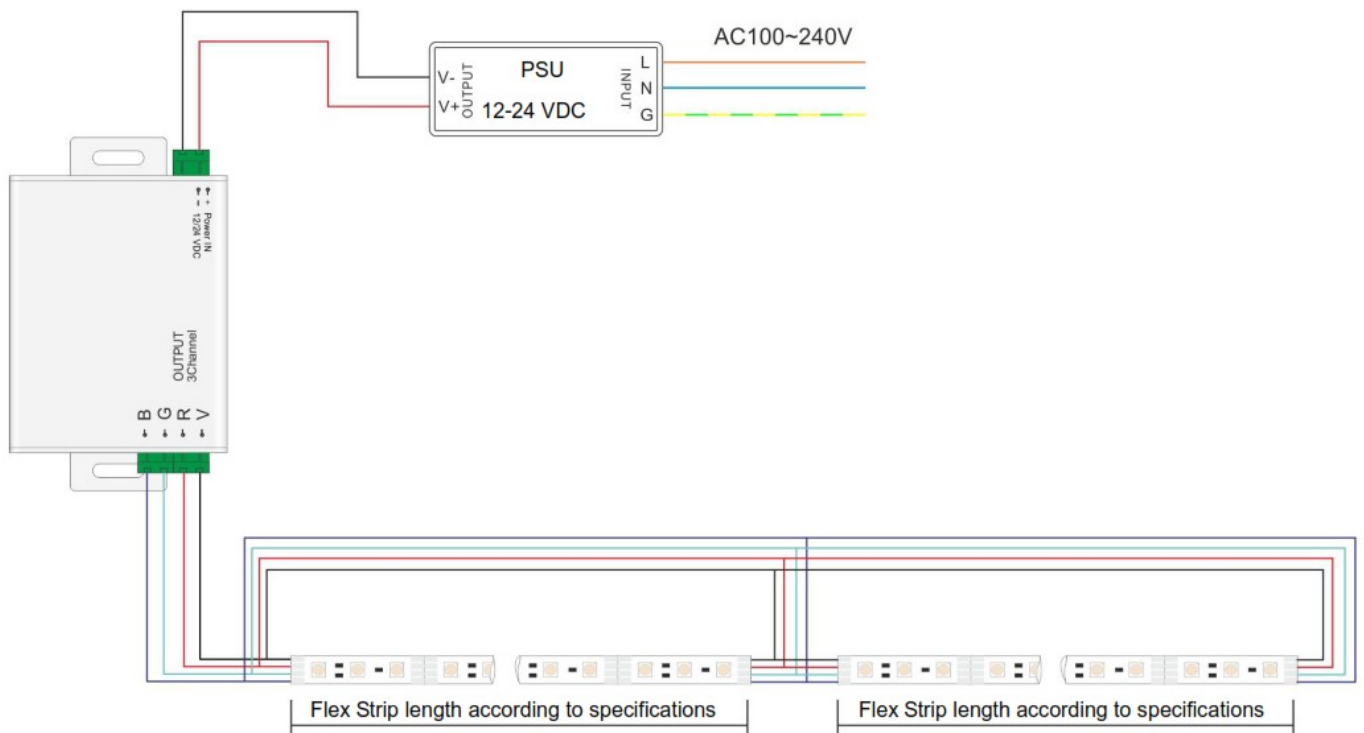 AC100~240V
V-
V+
OUTPUT
PSU
12-24 VDC
INPUT
L
N
G
- +
Power IN
12/24 VDC
OUTPUT
3Channel
B G R V
Flex Strip length according to specifications
Flex Strip length according to specifications